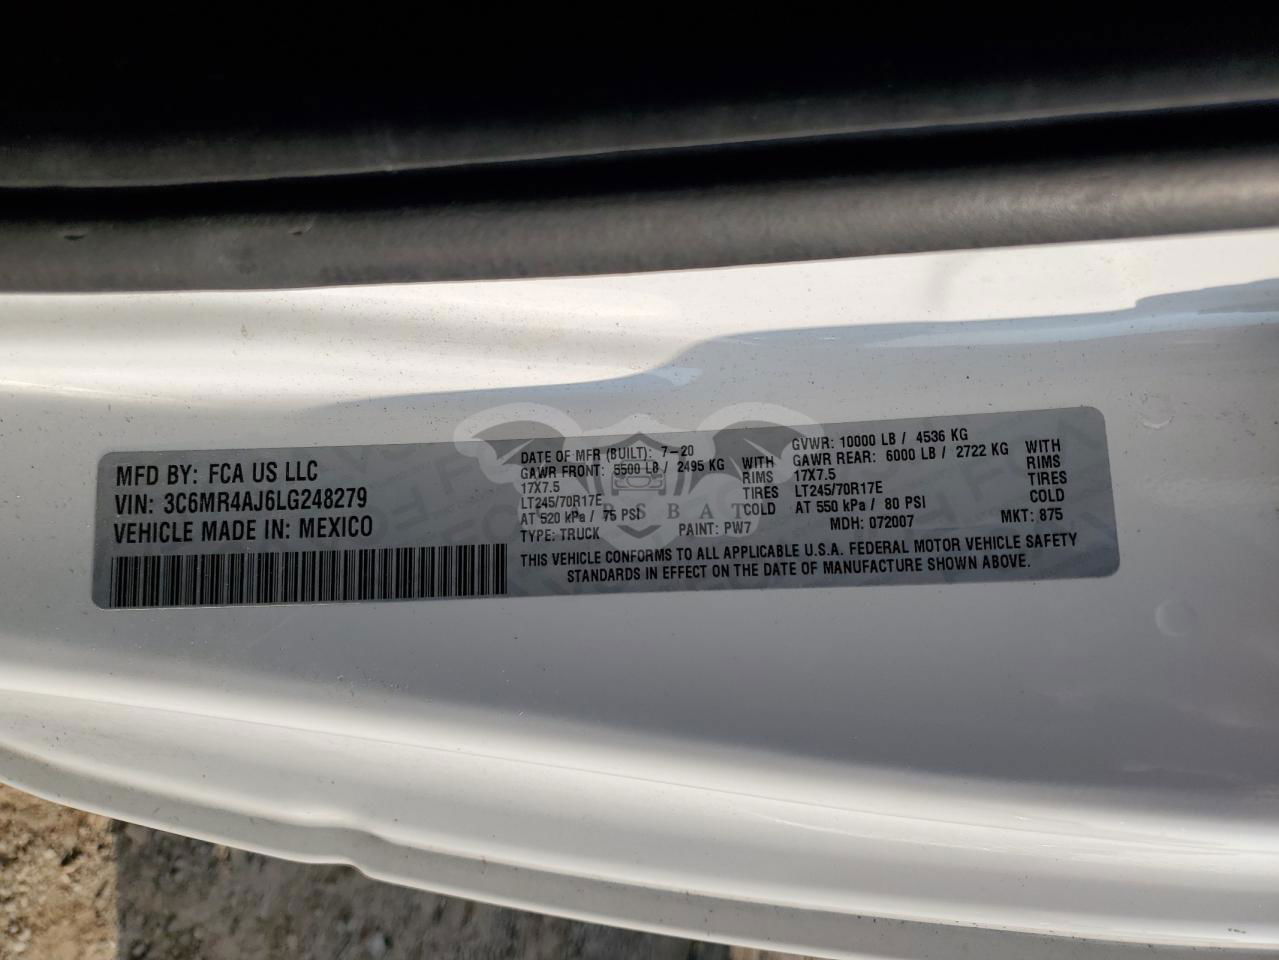 MFD BY: FCA US LLC
VIN: 3C6MR4AJ6LG248279
VEHICLE MADE IN: MEXICO
DATE OF MFR (BUILT): 7-20
GAWR FRONT: 5500 LB / 2495 KG WITH
17X7.5 RIMS
LT245/70R17E TIRES
AT 520 kPa / 75 PSI COLD
TYPE: TRUCK PAINT: PW7
GVWR: 10000 LB / 4536 KG
GAWR REAR: 6000 LB / 2722 KG WITH
17X7.5 RIMS
LT245/70R17E TIRES
AT 550 kPa / 80 PSI COLD
MDH: 072007 MKT: 875
THIS VEHICLE CONFORMS TO ALL APPLICABLE U.S.A. FEDERAL MOTOR VEHICLE SAFETY
STANDARDS IN EFFECT ON THE DATE OF MANUFACTURE SHOWN ABOVE.